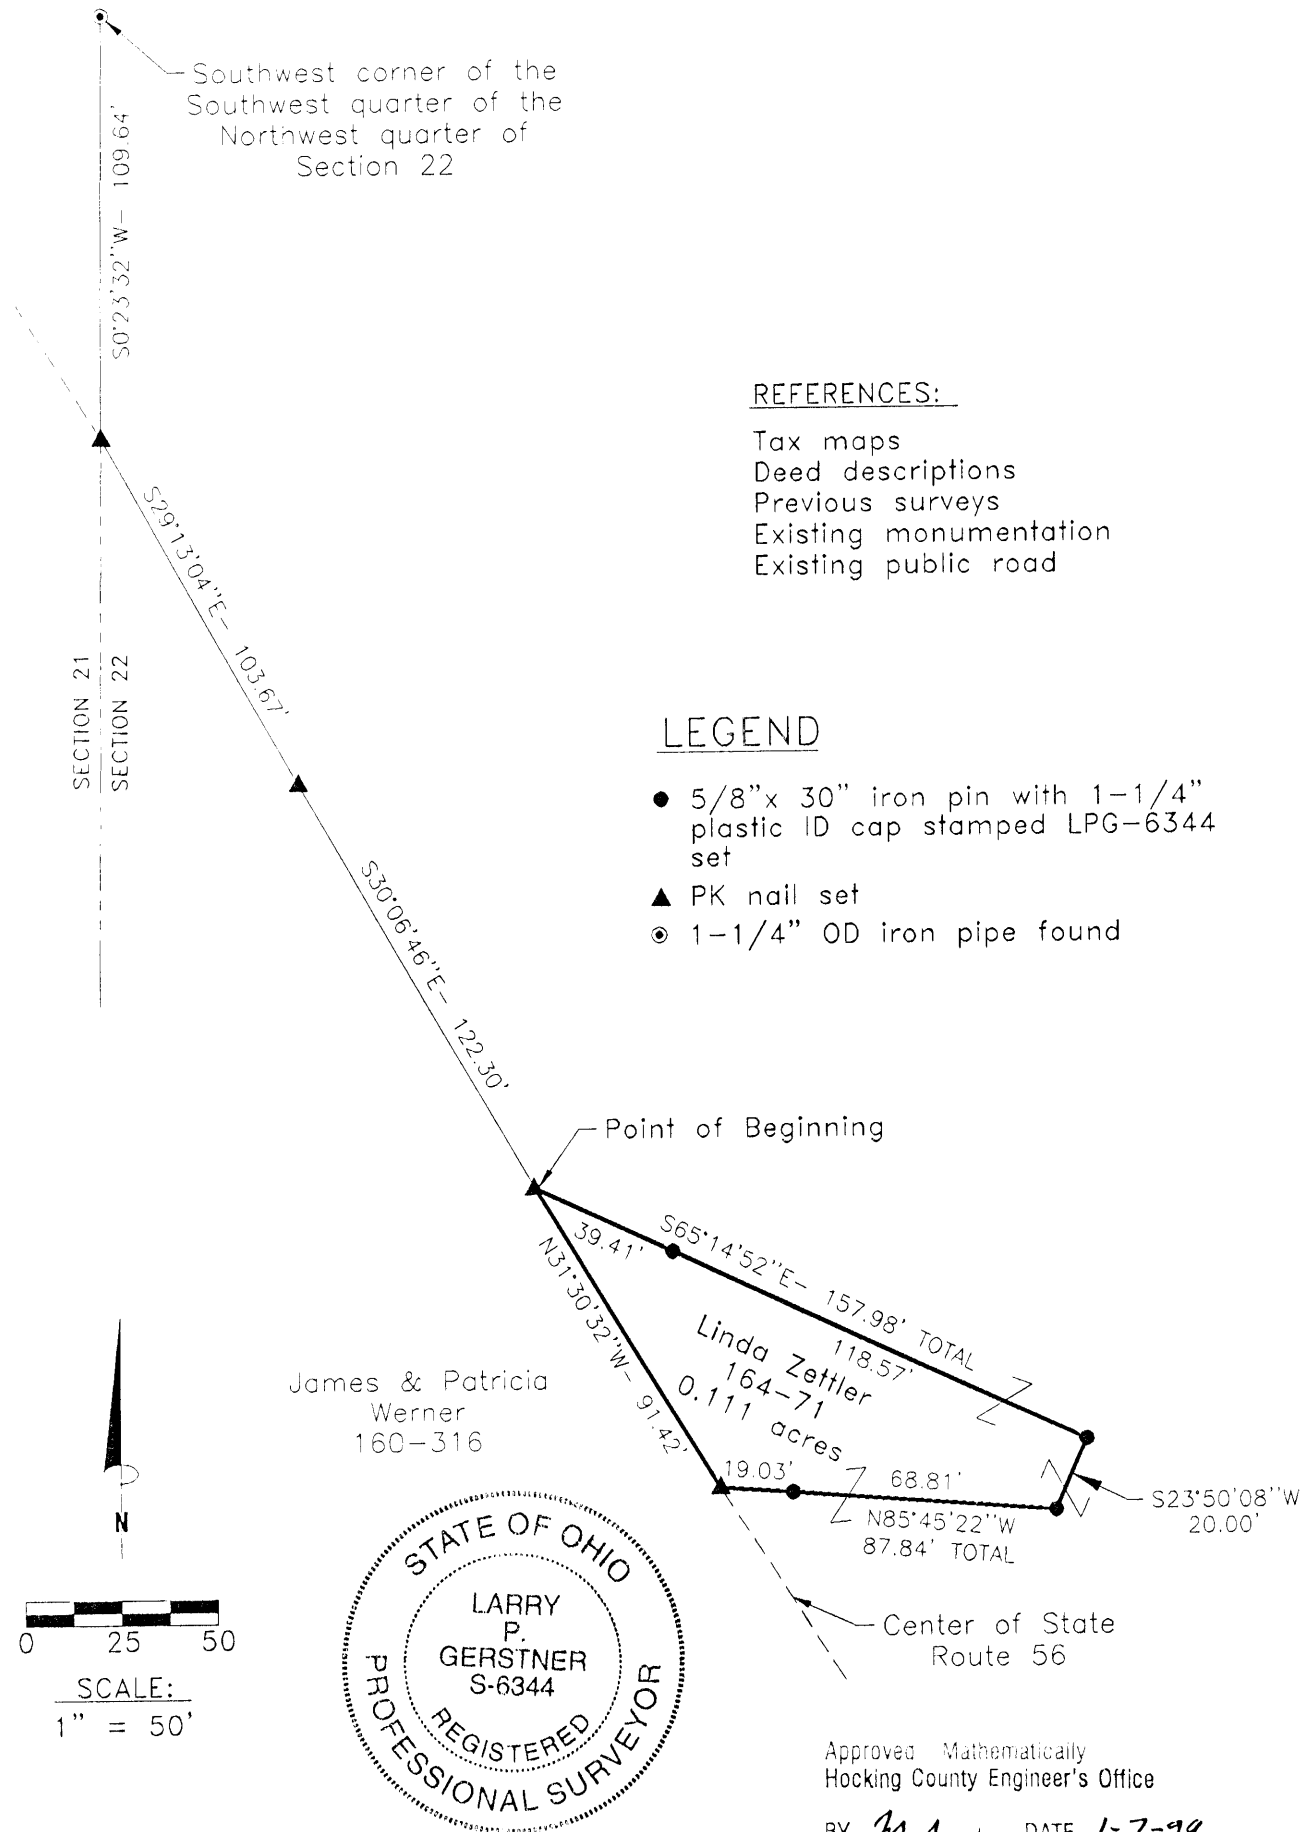 Southwest corner of the
Southwest quarter of the
Northwest quarter of
Section 22
S0°23'32"W- 109.64'
REFERENCES:
Tax maps
Deed descriptions
Previous surveys
Existing monumentation
Existing public road
S29°13'04"E- 103.67'
SECTION 21
SECTION 22
LEGEND
5/8"x 30" iron pin with 1-1/4"
plastic ID cap stamped LPG-6344
set
PK nail set
1-1/4" OD iron pipe found
S30°06'46"E- 122.30'
Point of Beginning
39.41'
S65°14'52"E- 157.98' TOTAL
118.57'
N31°30'32"W- 91.42'
Linda Zettler
164-71
0.111 acres
James & Patricia
Werner
160-316
19.03'
68.81'
N85°45'22"W
87.84' TOTAL
S23°50'08"W
20.00'
N
0 25 50
SCALE:
1" = 50'
STATE OF OHIO
LARRY
P.
GERSTNER
S-6344
REGISTERED
PROFESSIONAL SURVEYOR
Center of State
Route 56
Approved Mathematically
Hocking County Engineer's Office
BY DATE 1-7-99